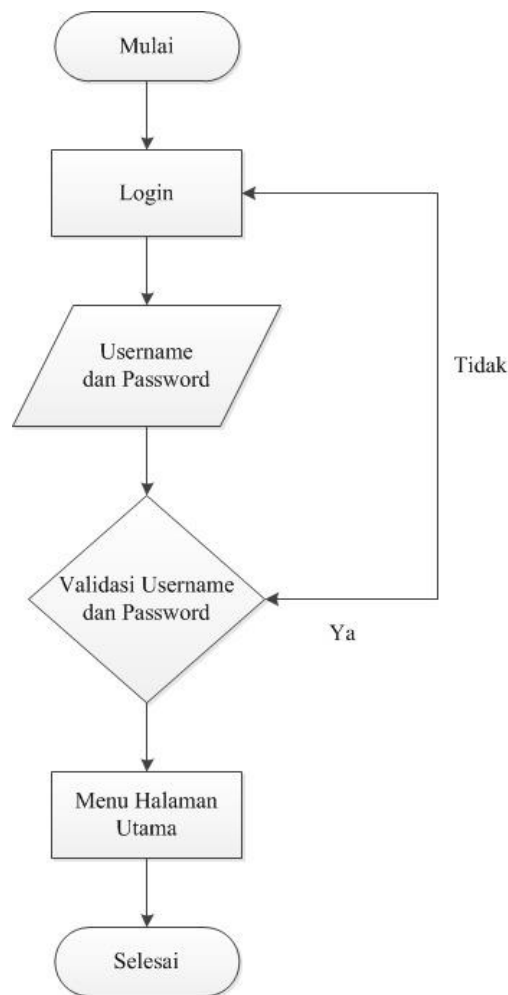 Mulai
Login
Username
dan Password
Tidak
Validasi Username
dan Password
Ya
Menu Halaman
Utama
Selesai